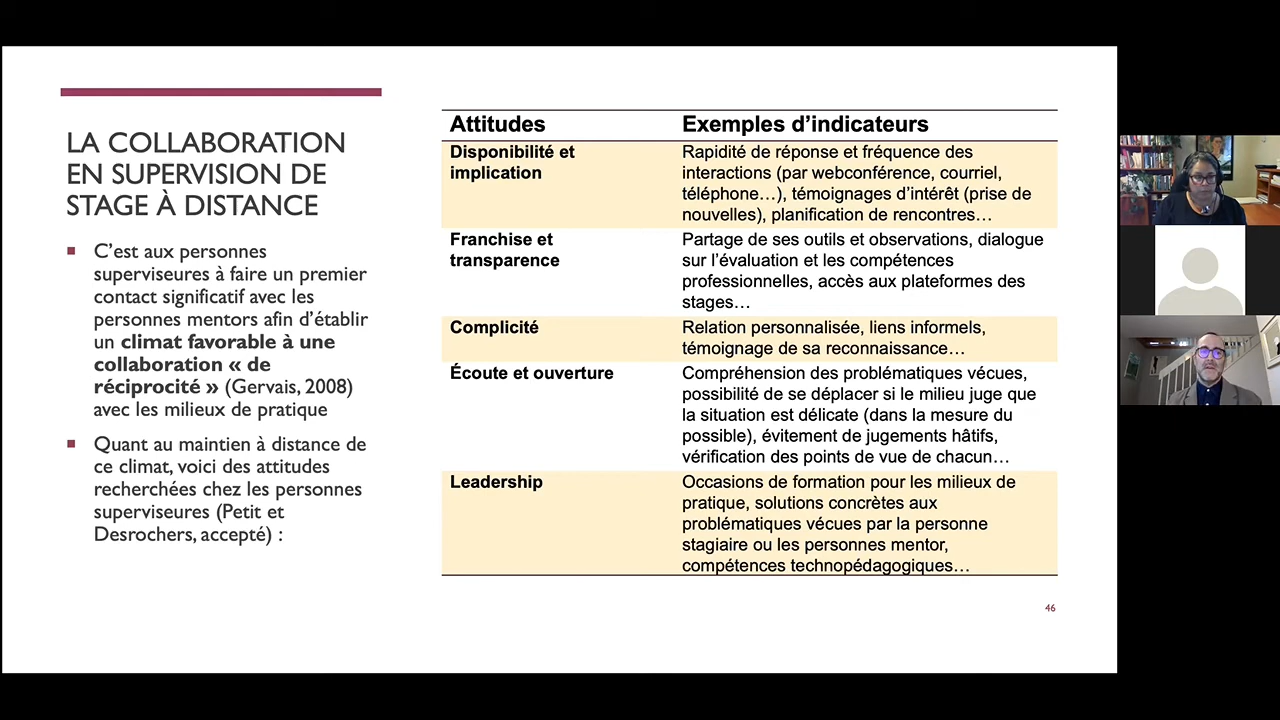 LA COLLABORATION
EN SUPERVISION DE
STAGE À DISTANCE
▪ C’est aux personnes
superviseures à faire un premier
contact significatif avec les
personnes mentors afin d’établir
un climat favorable à une
collaboration « de
réciprocité » (Gervais, 2008)
avec les milieux de pratique
▪ Quant au maintien à distance de
ce climat, voici des attitudes
recherchées chez les personnes
superviseures (Petit et
Desrochers, accepté) :
Attitudes
Exemples d’indicateurs
Disponibilité et
implication
Rapidité de réponse et fréquence des
interactions (par webconférence, courriel,
téléphone…), témoignages d’intérêt (prise de
nouvelles), planification de rencontres…
Franchise et
transparence
Partage de ses outils et observations, dialogue
sur l’évaluation et les compétences
professionnelles, accès aux plateformes des
stages…
Complicité
Relation personnalisée, liens informels,
témoignage de sa reconnaissance…
Écoute et ouverture
Compréhension des problématiques vécues,
possibilité de se déplacer si le milieu juge que
la situation est délicate (dans la mesure du
possible), évitement de jugements hâtifs,
vérification des points de vue de chacun…
Leadership
Occasions de formation pour les milieux de
pratique, solutions concrètes aux
problématiques vécues par la personne
stagiaire ou les personnes mentor,
compétences technopédagogiques…
46